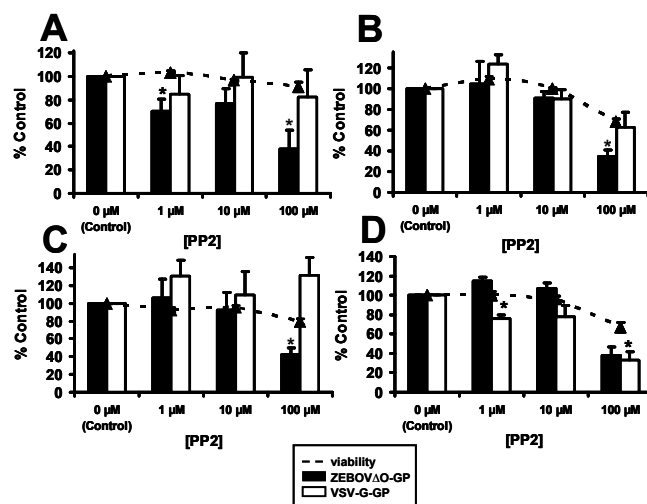 A
% Control
120
100
80
60
40
20
0
*
*
0 µM
(Control)
1 µM
10 µM
100 µM
[PP2]
B
% Control
120
100
80
60
40
20
0
*
0 µM
(Control)
1 µM
10 µM
100 µM
[PP2]
C
% Control
140
120
100
80
60
40
20
0
*
0 µM
(Control)
1 µM
10 µM
100 µM
[PP2]
D
% Control
140
120
100
80
60
40
20
0
*
*
0 µM
(Control)
1 µM
10 µM
100 µM
[PP2]
viability
ZEBOVΔO-GP
VSV-G-GP